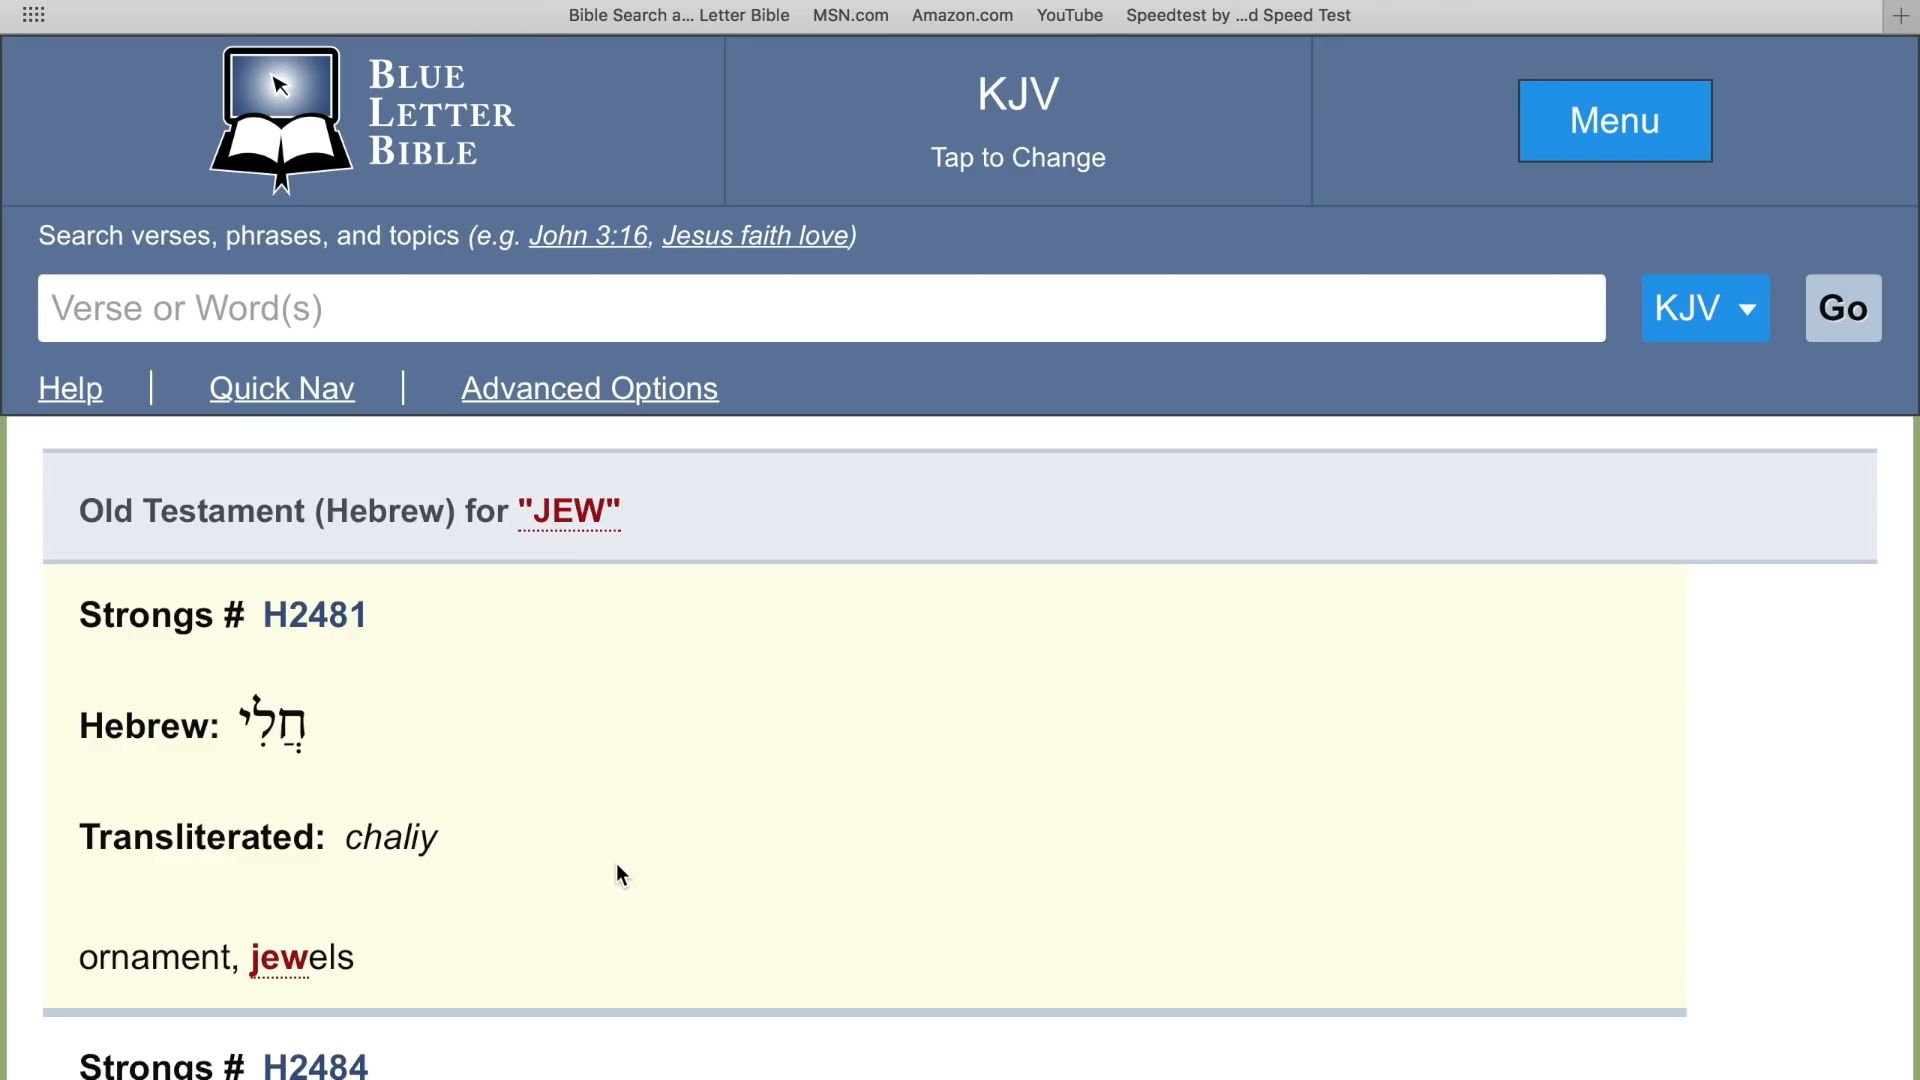 Bible Search a... Letter Bible MSN.com Amazon.com YouTube Speedtest by ...d Speed Test
BLUE
LETTER
BIBLE
KJV
Tap to Change
Menu
Search verses, phrases, and topics (e.g. John 3:16, Jesus faith love)
Verse or Word(s)
KJV
Go
Help | Quick Nav | Advanced Options
Old Testament (Hebrew) for "JEW"
Strongs # H2481
Hebrew: חֲלִי
Transliterated: chaliy
ornament, jewels
Strongs # H2484